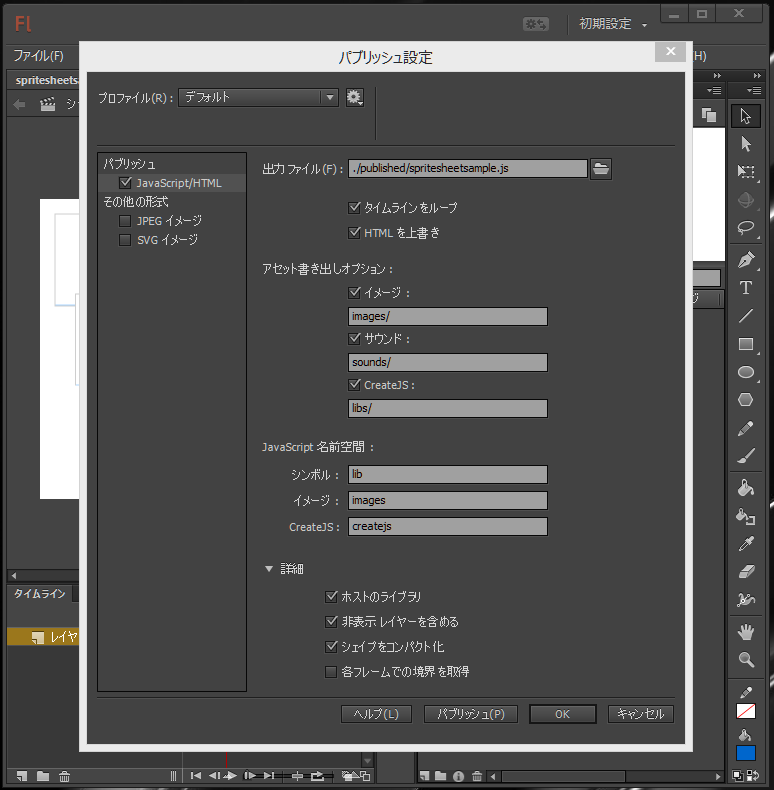 Fl
初期設定
ファイル(F)
H)
パブリッシュ設定
spritesheets
プロファイル(R) : デフォルト
シ
パブリッシュ
JavaScript/HTML
その他の形式
JPEG イメージ
SVG イメージ
出力 ファイル(F) : ./published/spritesheetsample.js
タイムラインをループ
HTML を上書き
アセット書き出しオプション :
イメージ :
images/
サウンド :
sounds/
CreateJS :
libs/
JavaScript 名前空間 :
シンボル : lib
イメージ : images
CreateJS : createjs
詳細
ホストのライブラリ
非表示 レイヤーを含める
シェイプをコンパクト化
各フレームでの境界を取得
タイムライン
レイヤ
ヘルプ(L)
パブリッシュ(P)
OK
キャンセル